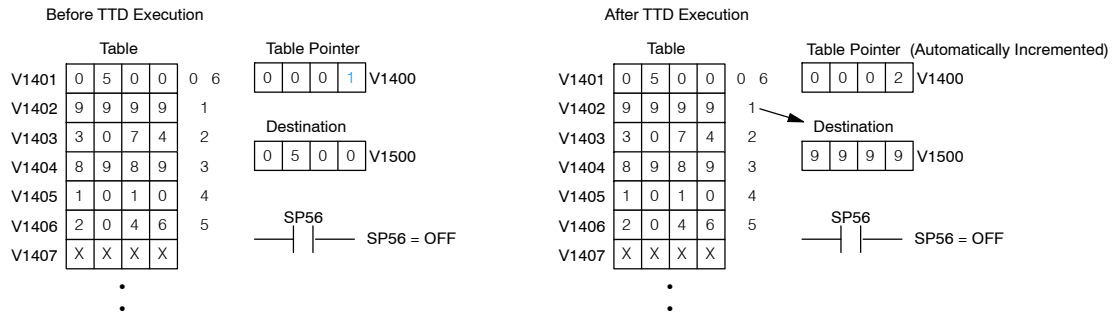 Before TTD Execution
Table
V1401 0 5 0 0 0 6
V1402 9 9 9 9 1
V1403 3 0 7 4 2
V1404 8 9 8 9 3
V1405 1 0 1 0 4
V1406 2 0 4 6 5
V1407 X X X X
Table Pointer
0 0 0 1 V1400
Destination
0 5 0 0 V1500
SP56
SP56 = OFF
After TTD Execution
Table
V1401 0 5 0 0 0 6
V1402 9 9 9 9 1
V1403 3 0 7 4 2
V1404 8 9 8 9 3
V1405 1 0 1 0 4
V1406 2 0 4 6 5
V1407 X X X X
Table Pointer (Automatically Incremented)
0 0 0 2 V1400
Destination
9 9 9 9 V1500
SP56
SP56 = OFF